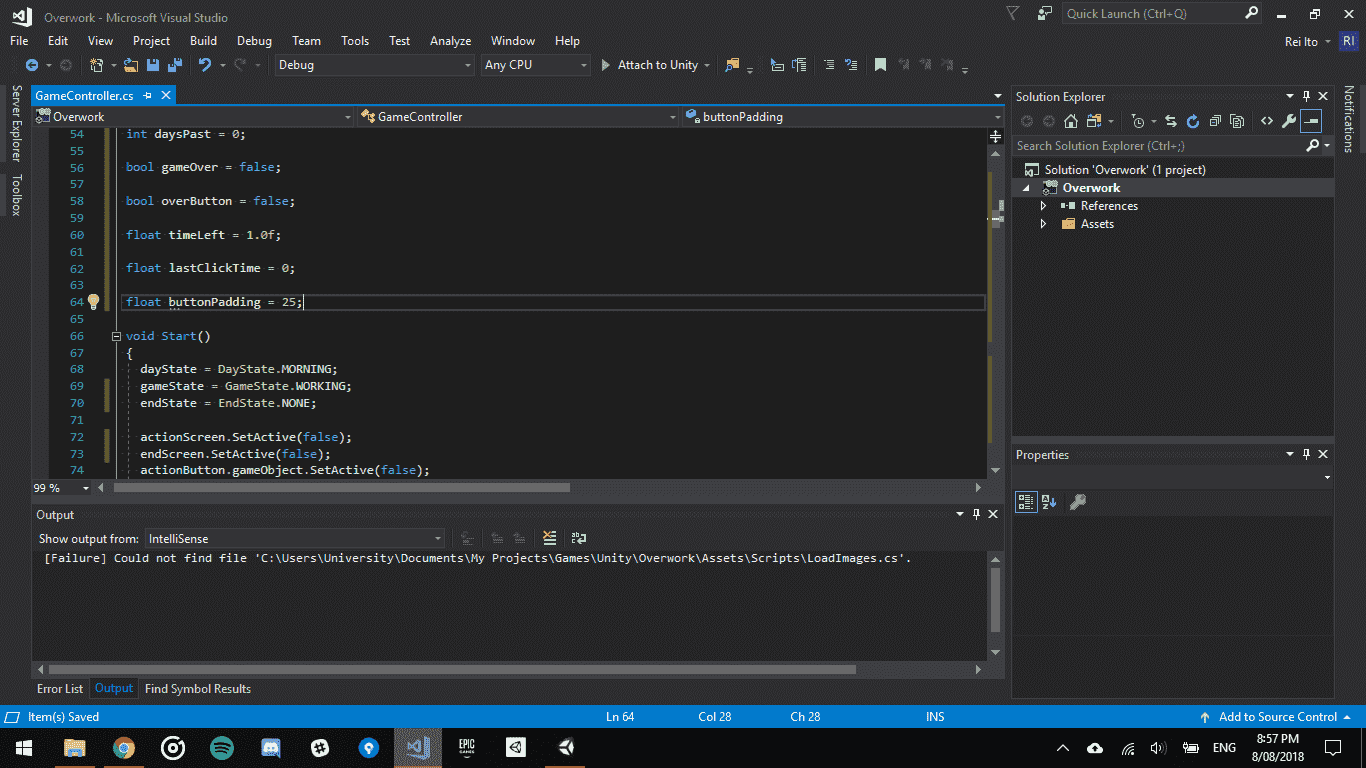 Overwork - Microsoft Visual Studio
Quick Launch (Ctrl+Q)
File Edit View Project Build Debug Team Tools Test Analyze Window Help
Rei Ito RI
Debug Any CPU Attach to Unity
Server Explorer
Toolbox
GameController.cs
Overwork GameController buttonPadding
54 int daysPast = 0;
55
56 bool gameOver = false;
57
58 bool overButton = false;
59
60 float timeLeft = 1.0f;
61
62 float lastClickTime = 0;
63
64 float buttonPadding = 25;
65
66 void Start()
67 {
68 dayState = DayState.MORNING;
69 gameState = GameState.WORKING;
70 endState = EndState.NONE;
71
72 actionScreen.SetActive(false);
73 endScreen.SetActive(false);
74 actionButton.gameObject.SetActive(false);
99 %
Output
Show output from: IntelliSense
[Failure] Could not find file 'C:\Users\University\Documents\My Projects\Games\Unity\Overwork\Assets\Scripts\LoadImages.cs'.
Error List Output Find Symbol Results
Solution Explorer
Search Solution Explorer (Ctrl+;)
Solution 'Overwork' (1 project)
Overwork
References
Assets
Properties
Notifications
Item(s) Saved Ln 64 Col 28 Ch 28 INS Add to Source Control
EPIC GAMES
ENG
8:57 PM
8/08/2018